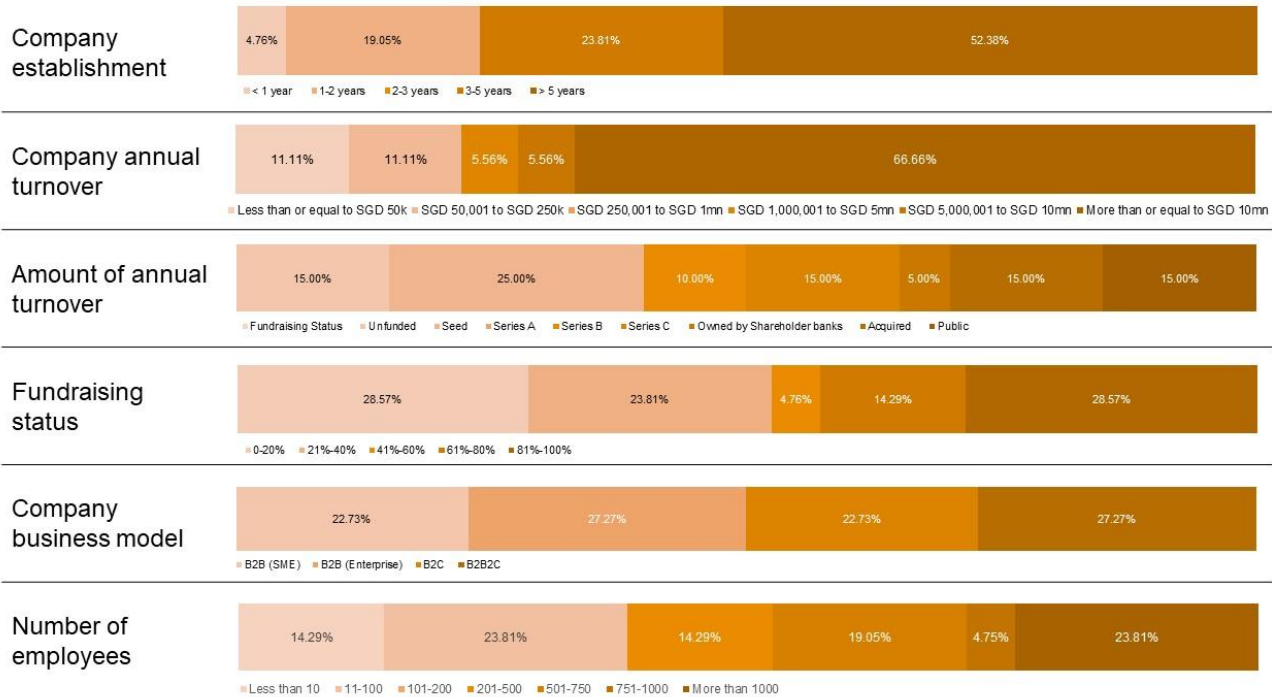 Company
establishment
4.76% 19.05% 23.81% 52.38%
< 1 year 1-2 years 2-3 years 3-5 years > 5 years
Company annual
turnover
11.11% 11.11% 5.56% 5.56% 66.66%
Less than or equal to SGD 50k SGD 50,001 to SGD 250k SGD 250,001 to SGD 1mn SGD 1,000,001 to SGD 5mn SGD 5,000,001 to SGD 10mn More than or equal to SGD 10mn
Amount of annual
turnover
15.00% 25.00% 10.00% 15.00% 5.00% 15.00% 15.00%
Fundraising Status Unfunded Seed Series A Series B Series C Owned by Shareholder banks Acquired Public
Fundraising
status
28.57% 23.81% 4.76% 14.29% 28.57%
0-20% 21%-40% 41%-60% 61%-80% 81%-100%
Company
business model
22.73% 27.27% 22.73% 27.27%
B2B (SME) B2B (Enterprise) B2C B2B2C
Number of
employees
14.29% 23.81% 14.29% 19.05% 4.75% 23.81%
Less than 10 11-100 101-200 201-500 501-750 751-1000 More than 1000